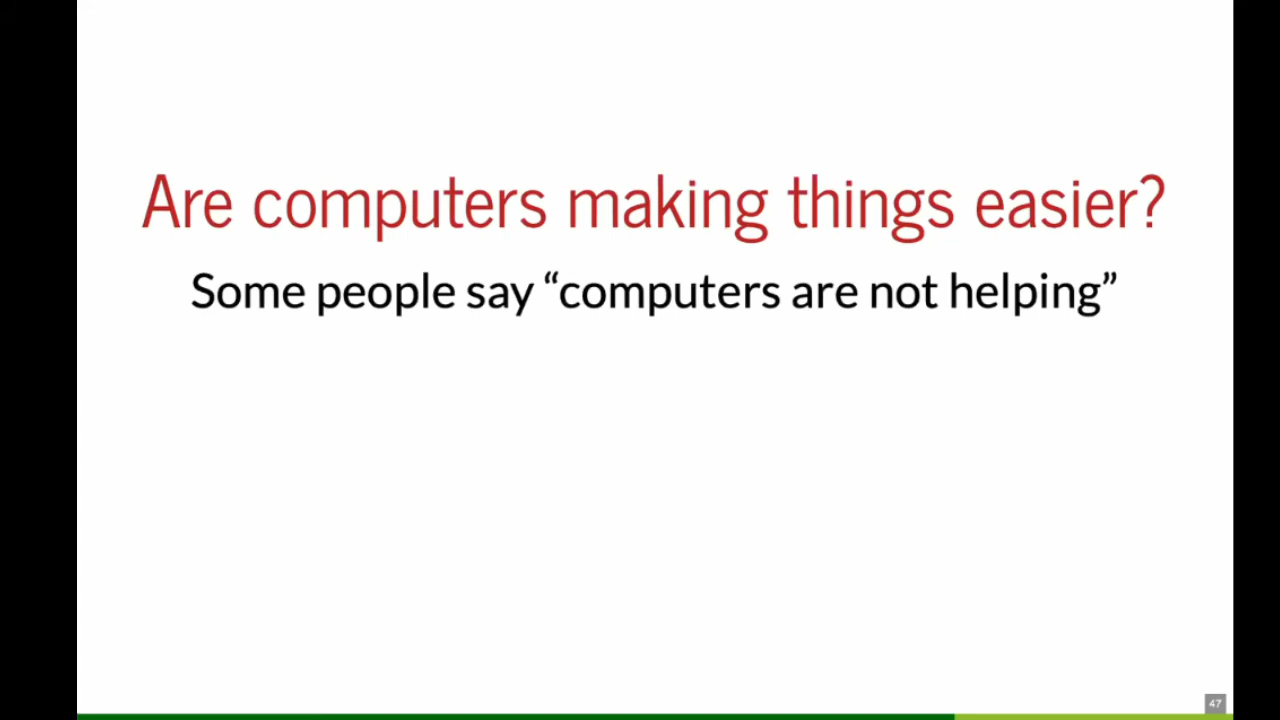 Are computers making things easier?
Some people say “computers are not helping”
47